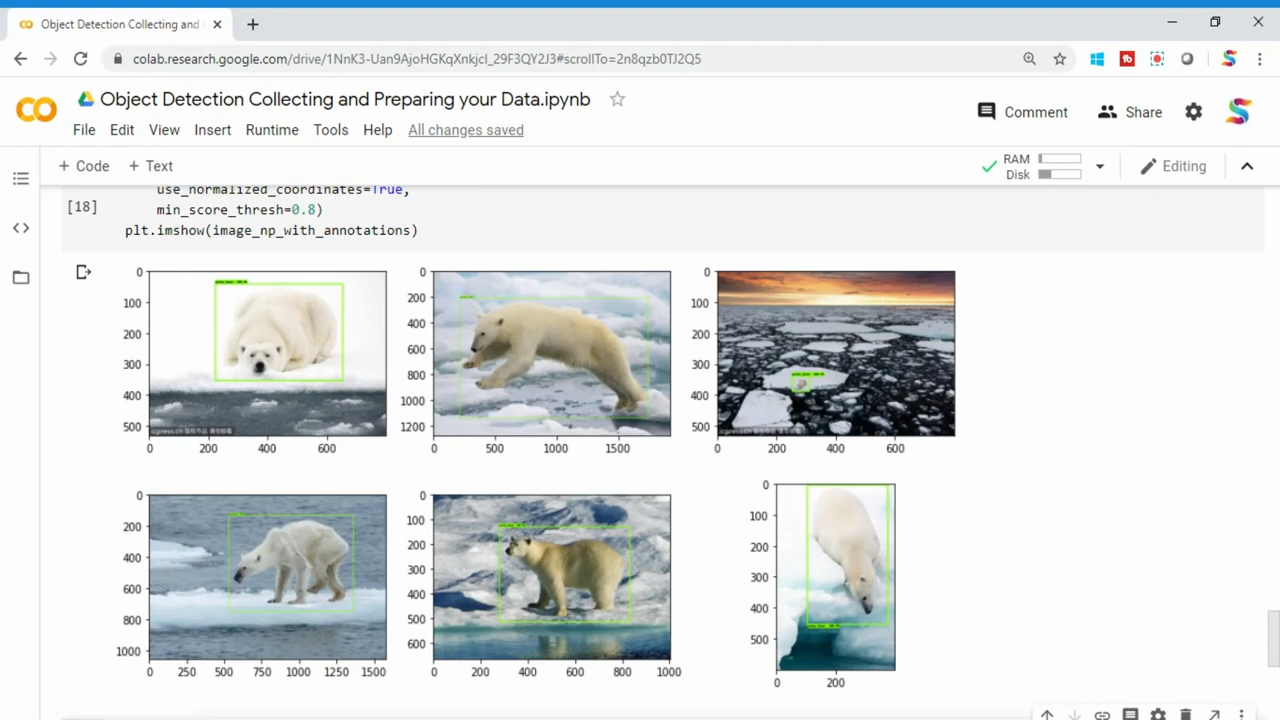 Object Detection Collecting and
colab.research.google.com/drive/1NnK3-Uan9AjoHGKqXnkjcl_29F3QY2J3#scrollTo=2n8qzb0TJ2Q5
Object Detection Collecting and Preparing your Data.ipynb
Comment
Share
File Edit View Insert Runtime Tools Help All changes saved
+ Code + Text
RAM
Disk
Editing
use_normalized_coordinates=True,
[18]
min_score_thresh=0.8)
plt.imshow(image_np_with_annotations)
0
100
200
300
400
500
0 200 400 600
0
200
400
600
800
1000
1200
0 500 1000 1500
0
100
200
300
400
500
0 200 400 600
0
200
400
600
800
1000
0 250 500 750 1000 1250 1500
0
100
200
300
400
500
600
0 200 400 600 800 1000
0
100
200
300
400
500
0 200